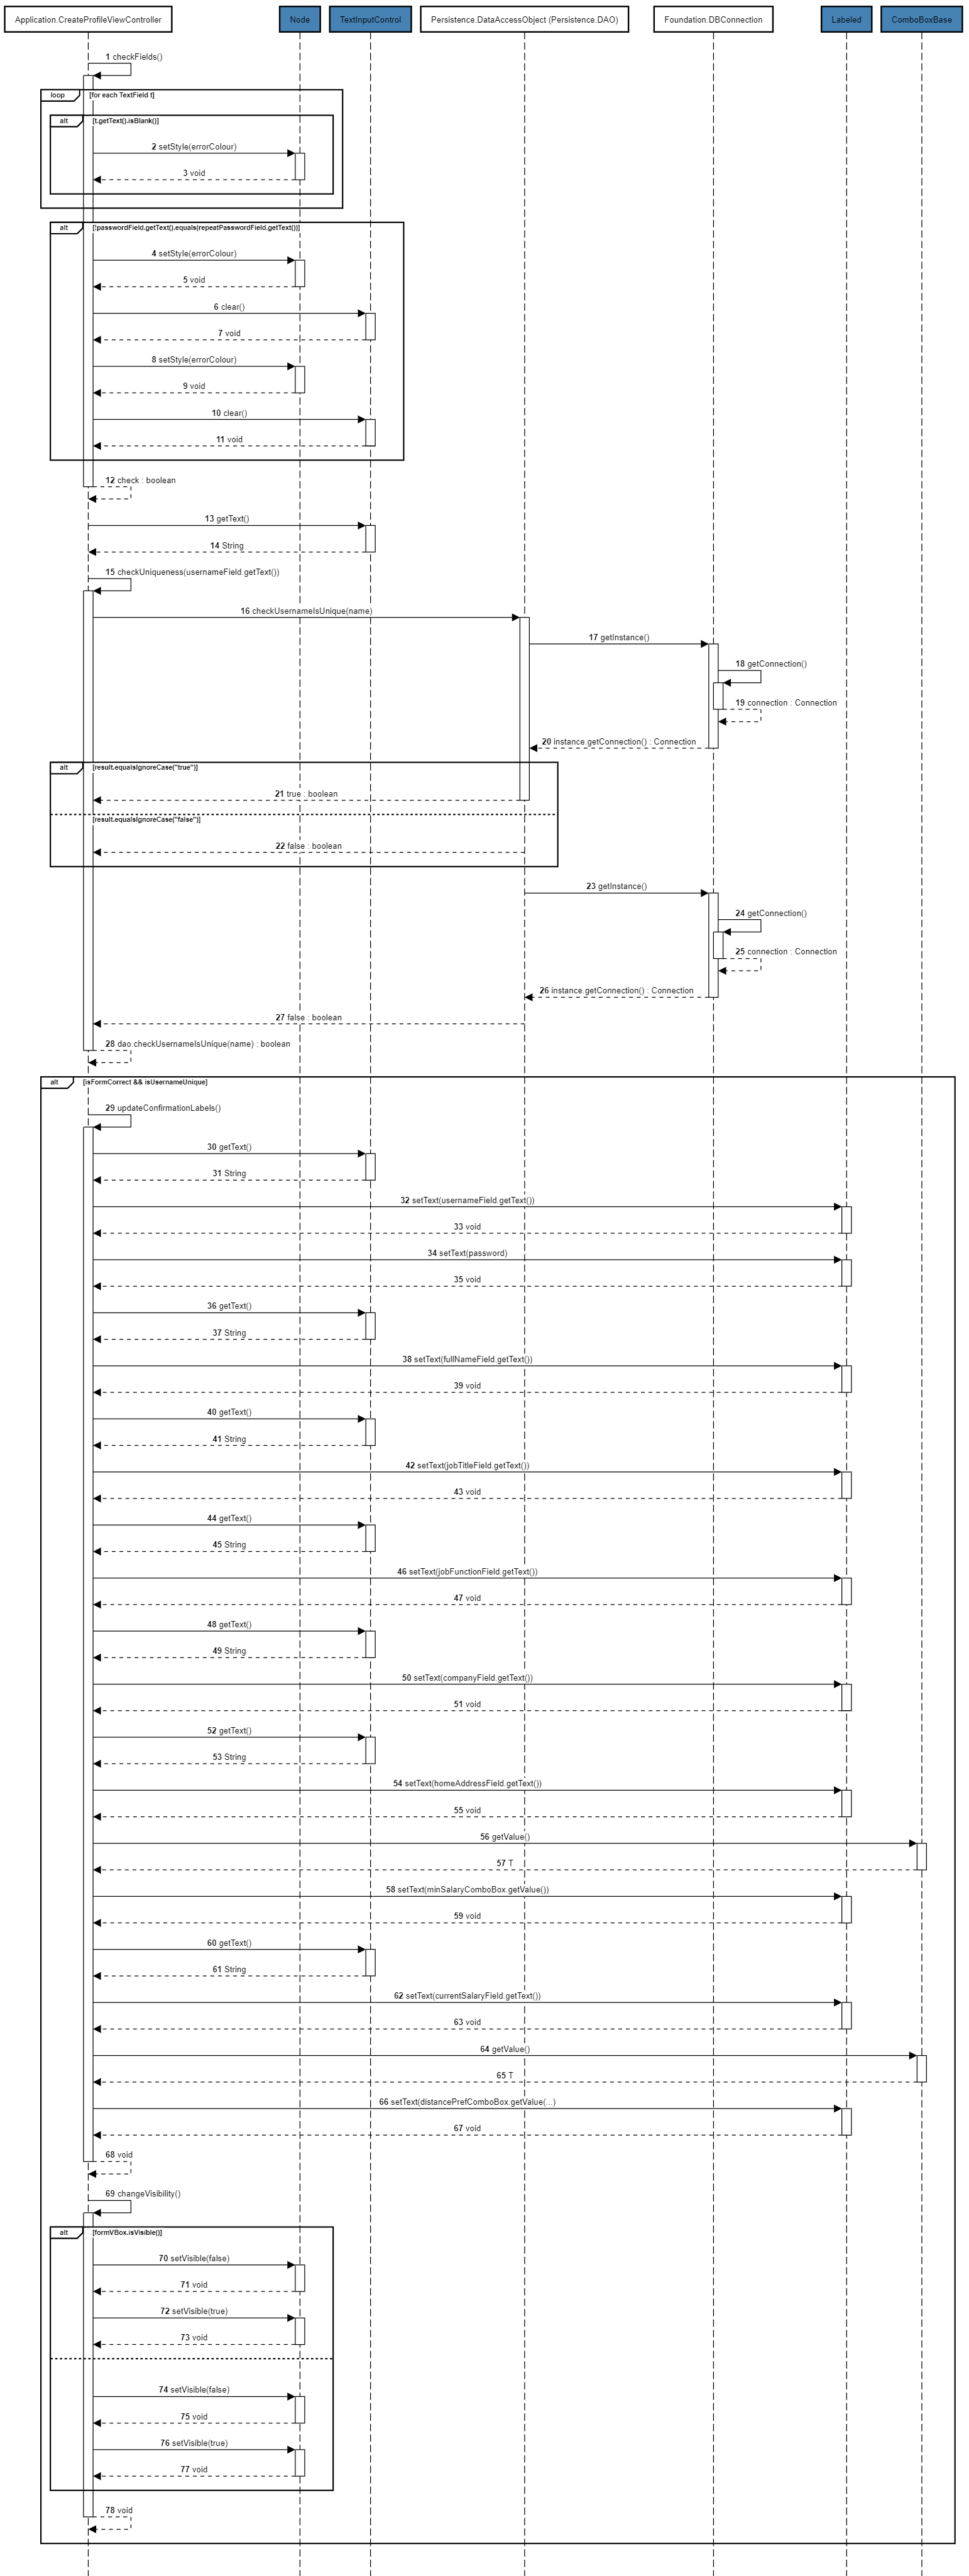 Application.CreateProfileViewController
Node
TextInputControl
Persistence.DataAccessObject (Persistence.DAO)
Foundation.DBConnection
Labeled
ComboBoxBase
1 checkFields()
loop [for each TextField t]
alt [t.getText().isBlank()]
2 setStyle(errorColour)
3 void
alt [!passwordField.getText().equals(repeatPasswordField.getText())]
4 setStyle(errorColour)
5 void
6 clear()
7 void
8 setStyle(errorColour)
9 void
10 clear()
11 void
12 check : boolean
13 getText()
14 String
15 checkUniqueness(usernameField.getText())
16 checkUsernameIsUnique(name)
17 getInstance()
18 getConnection()
19 connection : Connection
20 instance.getConnection() : Connection
alt [result.equalsIgnoreCase("true")]
21 true : boolean
[result.equalsIgnoreCase("false")]
22 false : boolean
23 getInstance()
24 getConnection()
25 connection : Connection
26 instance.getConnection() : Connection
27 false : boolean
28 dao.checkUsernameIsUnique(name) : boolean
alt [isFormCorrect && isUsernameUnique]
29 updateConfirmationLabels()
30 getText()
31 String
32 setText(usernameField.getText())
33 void
34 setText(password)
35 void
36 getText()
37 String
38 setText(fullNameField.getText())
39 void
40 getText()
41 String
42 setText(jobTitleField.getText())
43 void
44 getText()
45 String
46 setText(jobFunctionField.getText())
47 void
48 getText()
49 String
50 setText(companyField.getText())
51 void
52 getText()
53 String
54 setText(homeAddressField.getText())
55 void
56 getValue()
57 T
58 setText(minSalaryComboBox.getValue())
59 void
60 getText()
61 String
62 setText(currentSalaryField.getText())
63 void
64 getValue()
65 T
66 setText(distancePrefComboBox.getValue(...)
67 void
68 void
69 changeVisibility()
alt [formVBox.isVisible()]
70 setVisible(false)
71 void
72 setVisible(true)
73 void
74 setVisible(false)
75 void
76 setVisible(true)
77 void
78 void